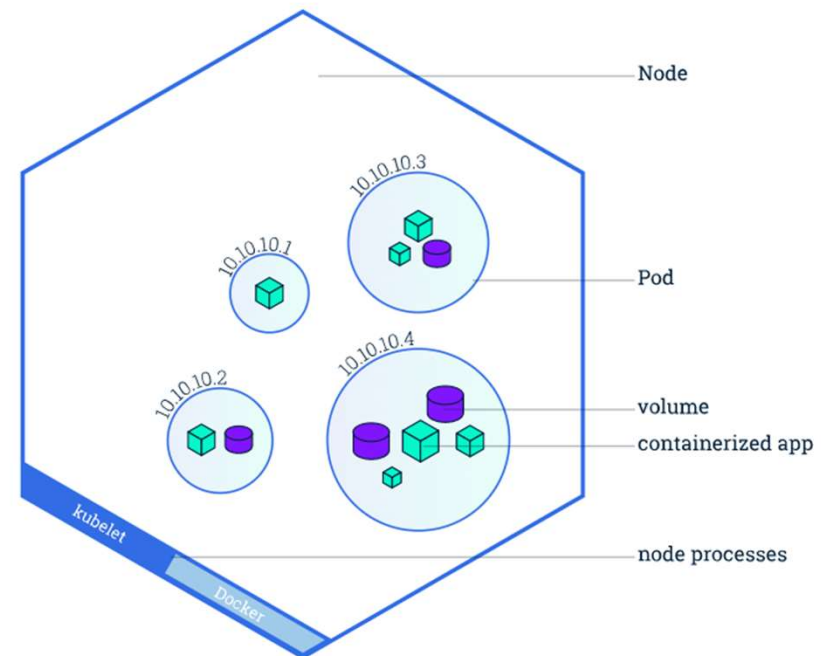 Node
10.10.10.3
10.10.10.1
Pod
10.10.10.4
10.10.10.2
volume
containerized app
kubelet
node processes
Docker